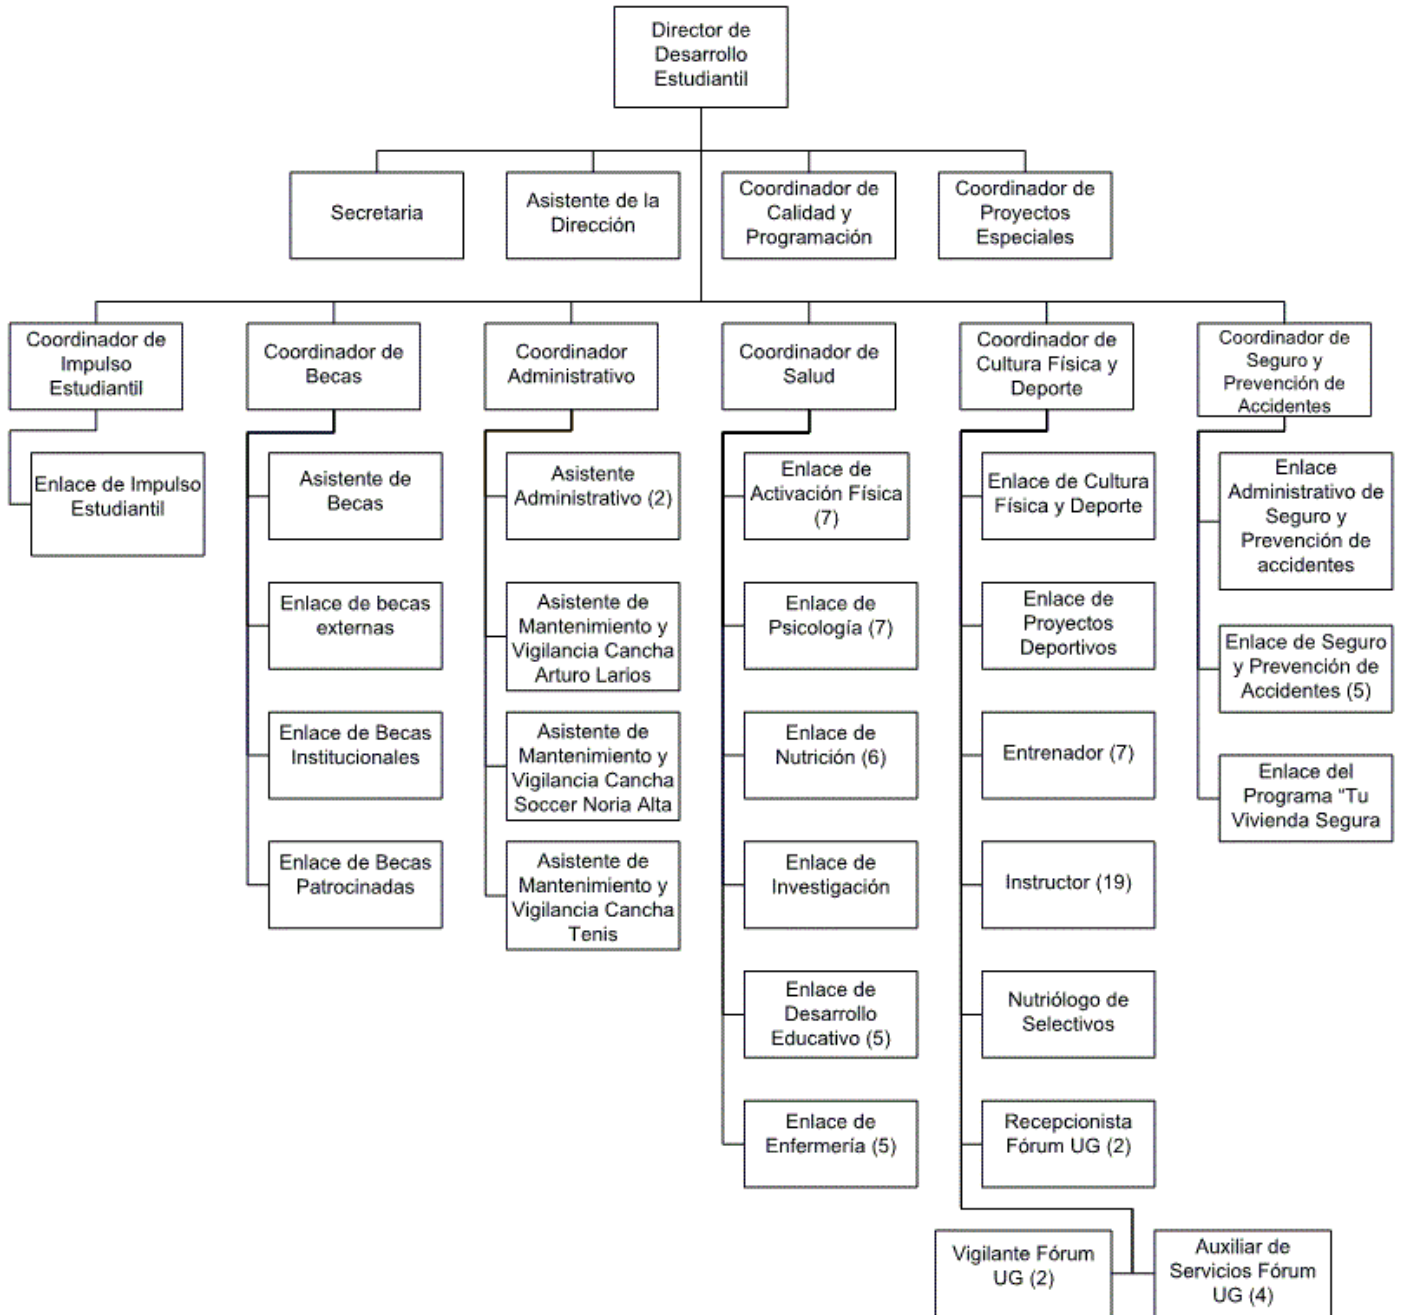 Director de
Desarrollo
Estudiantil
Secretaria
Asistente de la
Dirección
Coordinador de
Calidad y
Programación
Coordinador de
Proyectos
Especiales
Coordinador de
Impulso
Estudiantil
Coordinador de
Becas
Coordinador
Administrativo
Coordinador de
Salud
Coordinador de
Cultura Física y
Deporte
Coordinador de
Seguro y
Prevención de
Accidentes
Enlace de Impulso
Estudiantil
Asistente de
Becas
Enlace de becas
externas
Enlace de Becas
Institucionales
Enlace de Becas
Patrocinadas
Asistente
Administrativo (2)
Asistente de
Mantenimiento y
Vigilancia Cancha
Arturo Larios
Asistente de
Mantenimiento y
Vigilancia Cancha
Soccer Noria Alta
Asistente de
Mantenimiento y
Vigilancia Cancha
Tenis
Enlace de
Activación Física
(7)
Enlace de
Psicología (7)
Enlace de
Nutrición (6)
Enlace de
Investigación
Enlace de
Desarrollo
Educativo (5)
Enlace de
Enfermería (5)
Enlace de Cultura
Física y Deporte
Enlace de
Proyectos
Deportivos
Entrenador (7)
Instructor (19)
Nutriólogo de
Selectivos
Recepcionista
Fórum UG (2)
Vigilante Fórum
UG (2)
Auxiliar de
Servicios Fórum
UG (4)
Enlace
Administrativo de
Seguro y
Prevención de
accidentes
Enlace de Seguro
y Prevención de
Accidentes (5)
Enlace del
Programa "Tu
Vivienda Segura